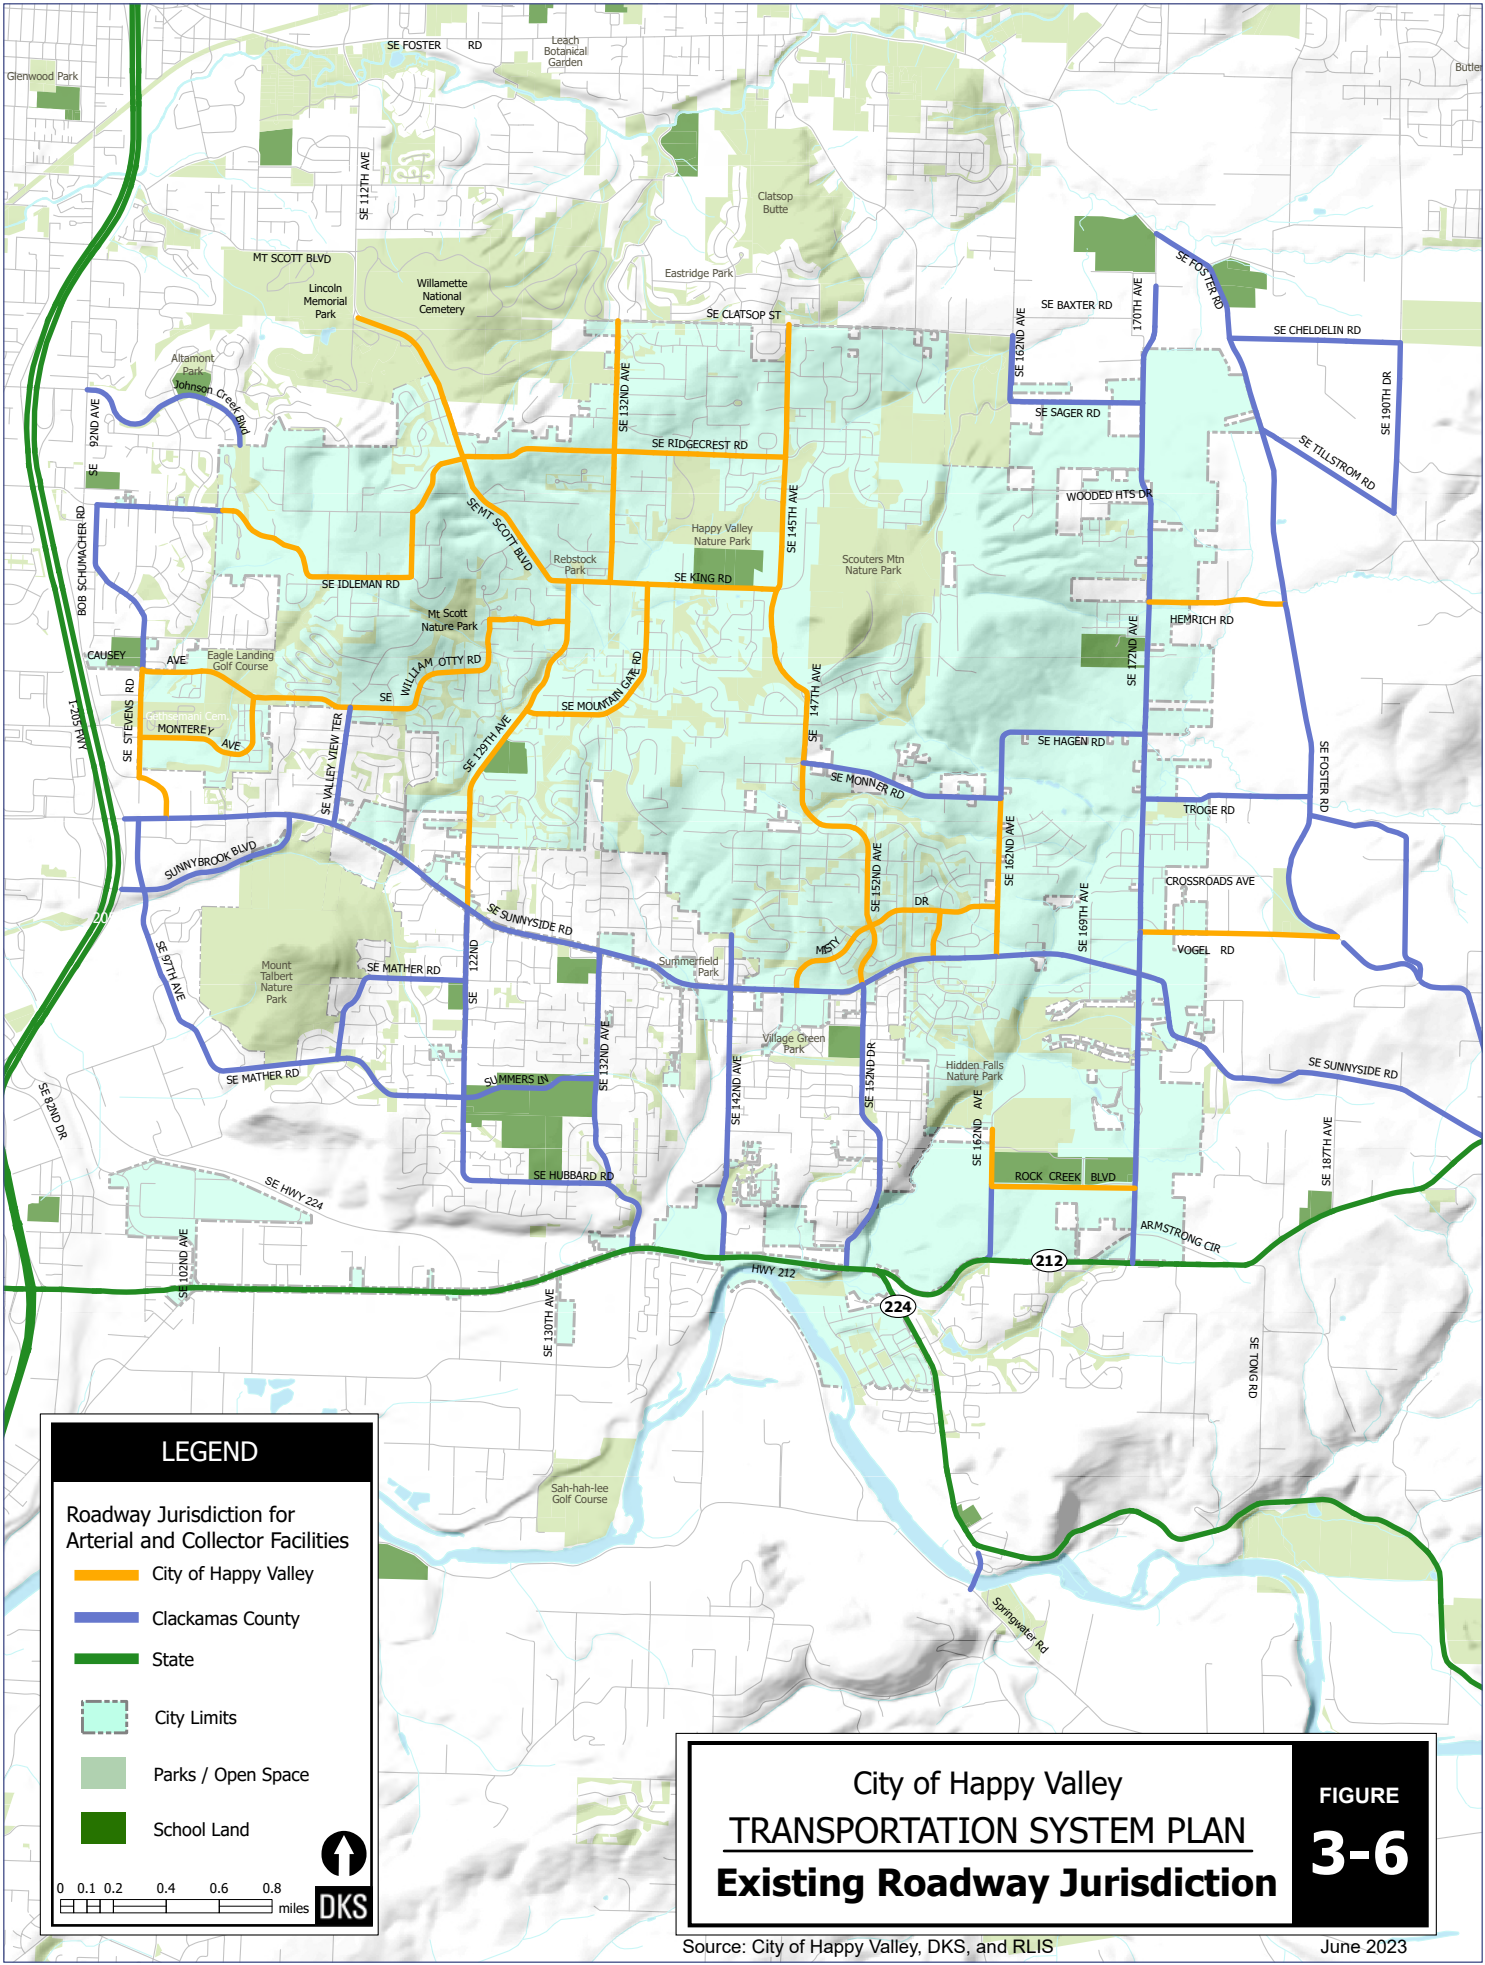 SE FOSTER RD
Leach
Botanical
Garden
Glenwood Park
Butler
SE 112TH AVE
Clatsop
Butte
MT SCOTT BLVD
Lincoln
Memorial
Park
Willamette
National
Cemetery
Eastridge Park
SE CLATSOP ST
SE FOSTER RD
170TH AVE
SE BAXTER RD
SE 162ND AVE
SE CHELDELIN RD
Altamont
Park
Johnson Creek Blvd
SE 132ND AVE
SE 190TH DR
SE 92ND AVE
SE SAGER RD
SE RIDGECREST RD
SE TILLSTROM RD
WOODED HTS DR
SE MT SCOTT BLVD
SE 145TH AVE
Happy Valley
Nature Park
BOB SCHUMACHER RD
Rebstock
Park
Scouters Mtn
Nature Park
SE IDLEMAN RD
SE KING RD
Mt Scott
Nature Park
HEMRICH RD
SE 172ND AVE
CAUSEY AVE
Eagle Landing
Golf Course
SE WILLIAM OTTY RD
SE MOUNTAIN GATE RD
SE 147TH AVE
I-205 FWY
SE STEVENS RD
Gethsemani Cem.
MONTEREY AVE
SE VALLEY VIEW TER
SE 129TH AVE
SE HAGEN RD
SE FOSTER RD
SE MONNER RD
TROGE RD
SUNNYBROOK BLVD
SE 152ND AVE
SE 162ND AVE
CROSSROADS AVE
SE 169TH AVE
205
SE SUNNYSIDE RD
MISTY DR
VOGEL RD
SE 97TH AVE
SE 122ND
SE MATHER RD
Summerfield
Park
Mount
Talbert
Nature
Park
Village Green
Park
SE 132ND AVE
SE 142ND AVE
SE 152ND DR
Hidden Falls
Nature Park
SE SUNNYSIDE RD
SE MATHER RD
SUMMERS LN
SE 82ND DR
SE 162ND AVE
SE 187TH AVE
SE HUBBARD RD
ROCK CREEK BLVD
SE HWY 224
ARMSTRONG CIR
SE 102ND AVE
HWY 212
212
224
SE 130TH AVE
SE TONG RD
Sah-hah-lee
Golf Course
Springwater Rd
LEGEND
Roadway Jurisdiction for
Arterial and Collector Facilities
City of Happy Valley
Clackamas County
State
City Limits
Parks / Open Space
School Land
0 0.1 0.2 0.4 0.6 0.8
miles
DKS
City of Happy Valley
TRANSPORTATION SYSTEM PLAN
Existing Roadway Jurisdiction
FIGURE
3-6
Source: City of Happy Valley, DKS, and RLIS
June 2023